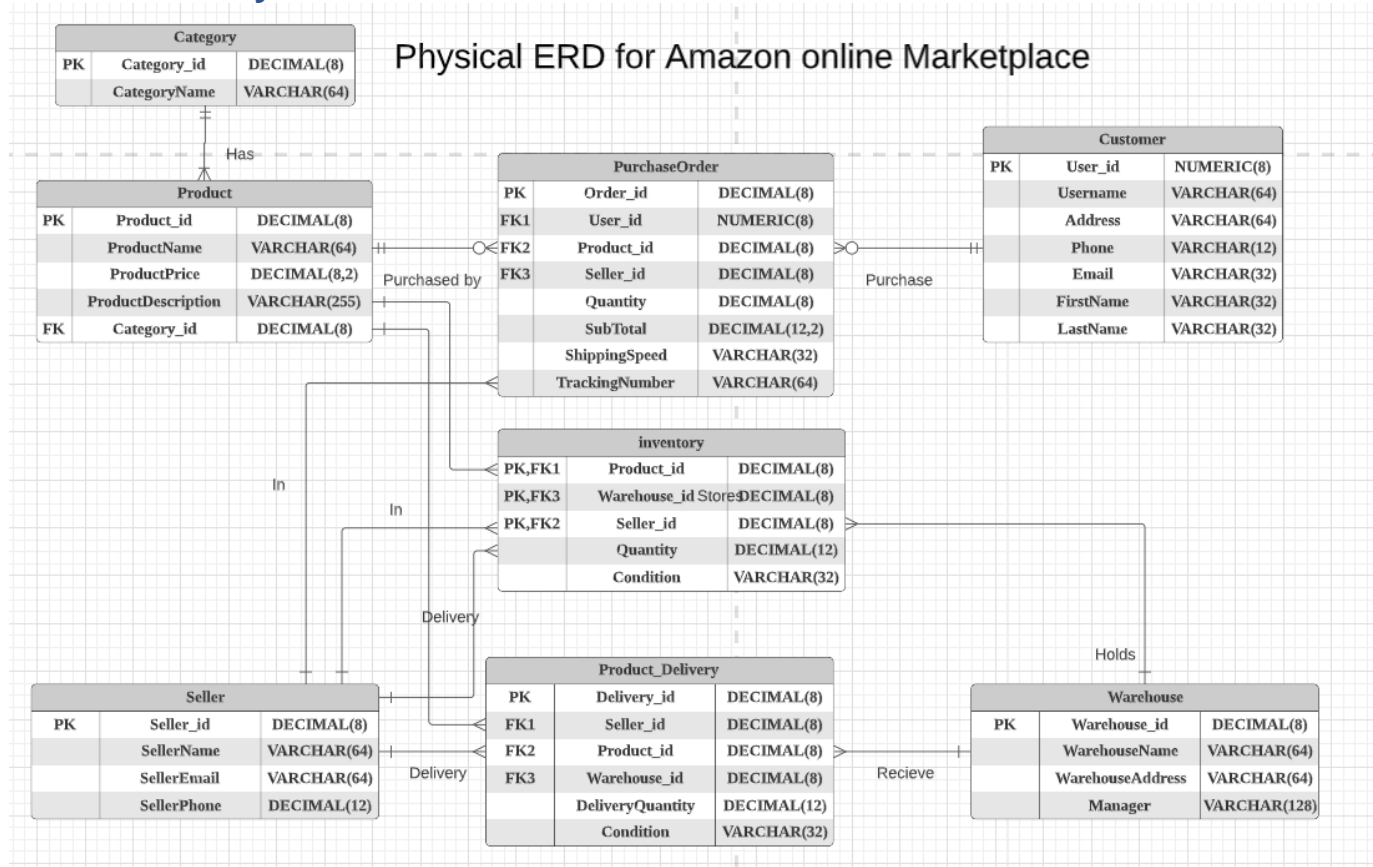 Physical ERD for Amazon online Marketplace
Category
PK Category_id DECIMAL(8)
CategoryName VARCHAR(64)
Has
Product
PK Product_id DECIMAL(8)
ProductName VARCHAR(64)
ProductPrice DECIMAL(8,2)
ProductDescription VARCHAR(255)
FK Category_id DECIMAL(8)
Purchased by
PurchaseOrder
PK Order_id DECIMAL(8)
FK1 User_id NUMERIC(8)
FK2 Product_id DECIMAL(8)
FK3 Seller_id DECIMAL(8)
Quantity DECIMAL(8)
SubTotal DECIMAL(12,2)
ShippingSpeed VARCHAR(32)
TrackingNumber VARCHAR(64)
Purchase
Customer
PK User_id NUMERIC(8)
Username VARCHAR(64)
Address VARCHAR(64)
Phone VARCHAR(12)
Email VARCHAR(32)
FirstName VARCHAR(32)
LastName VARCHAR(32)
inventory
PK,FK1 Product_id DECIMAL(8)
PK,FK3 Warehouse_id Stores DECIMAL(8)
PK,FK2 Seller_id DECIMAL(8)
Quantity DECIMAL(12)
Condition VARCHAR(32)
In
In
Delivery
Holds
Seller
PK Seller_id DECIMAL(8)
SellerName VARCHAR(64)
SellerEmail VARCHAR(64)
SellerPhone DECIMAL(12)
Delivery
Product_Delivery
PK Delivery_id DECIMAL(8)
FK1 Seller_id DECIMAL(8)
FK2 Product_id DECIMAL(8)
FK3 Warehouse_id DECIMAL(8)
DeliveryQuantity DECIMAL(12)
Condition VARCHAR(32)
Recieve
Warehouse
PK Warehouse_id DECIMAL(8)
WarehouseName VARCHAR(64)
WarehouseAddress VARCHAR(64)
Manager VARCHAR(128)